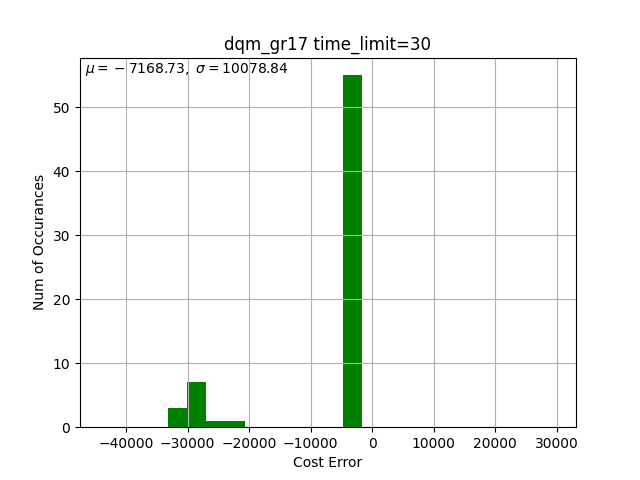 dqm_gr17 time_limit=30
μ = −7168.73, σ = 10078.84
50
40
30
20
10
0
Num of Occurances
−40000 −30000 −20000 −10000 0 10000 20000 30000
Cost Error